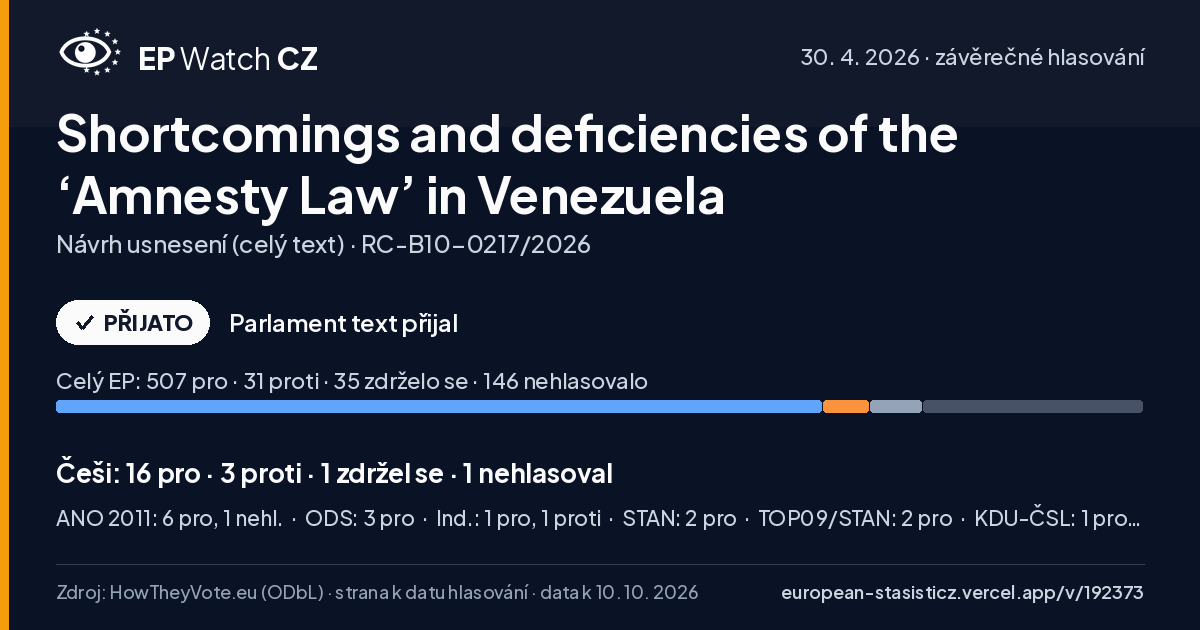 EP Watch CZ
30. 4. 2026 · závěrečné hlasování
Shortcomings and deficiencies of the
‘Amnesty Law’ in Venezuela
Návrh usnesení (celý text) · RC-B10-0217/2026
✓ PŘIJATO
Parlament text přijal
Celý EP: 507 pro · 31 proti · 35 zdrželo se · 146 nehlasovalo
Češi: 16 pro · 3 proti · 1 zdržel se · 1 nehlasoval
ANO 2011: 6 pro, 1 nehl. · ODS: 3 pro · Ind.: 1 pro, 1 proti · STAN: 2 pro · TOP09/STAN: 2 pro · KDU-ČSL: 1 pro…
Zdroj: HowTheyVote.eu (ODbL) · strana k datu hlasování · data k 10. 10. 2026
european-stasisticz.vercel.app/v/192373